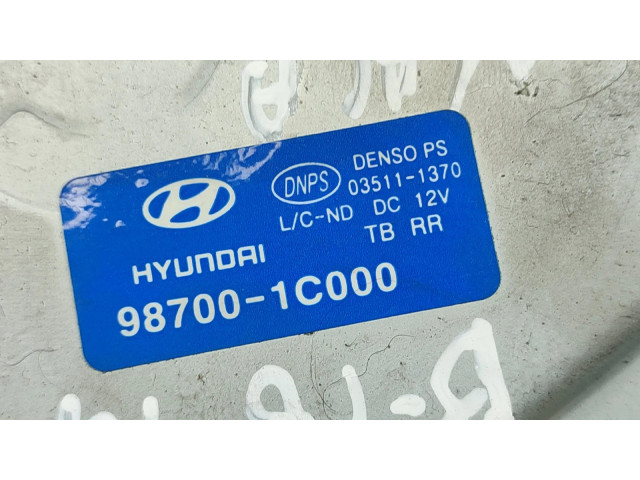 DENSO PS
DNPS 03511-1370
L/C-ND DC 12V
TB RR
HYUNDAI
98700-1C000